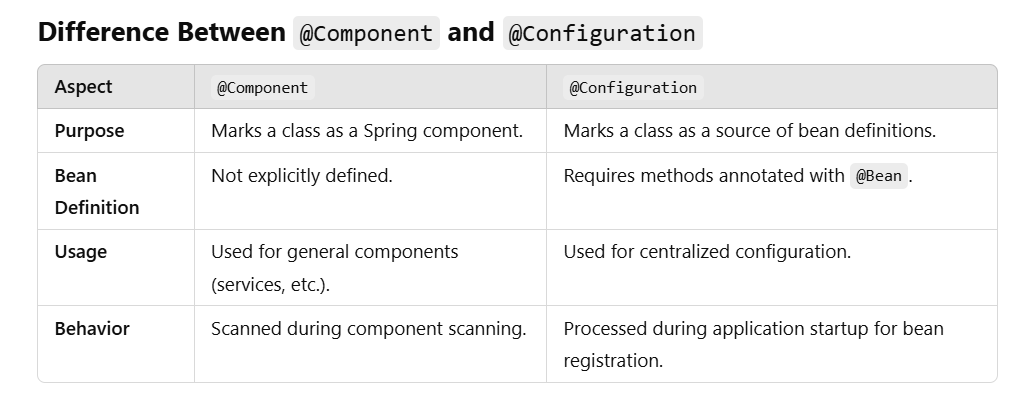 Difference Between @Component and @Configuration
Aspect @Component @Configuration
Purpose Marks a class as a Spring component. Marks a class as a source of bean definitions.
Bean Not explicitly defined. Requires methods annotated with @Bean.
Definition
Usage Used for general components Used for centralized configuration.
(services, etc.).
Behavior Scanned during component scanning. Processed during application startup for bean
registration.